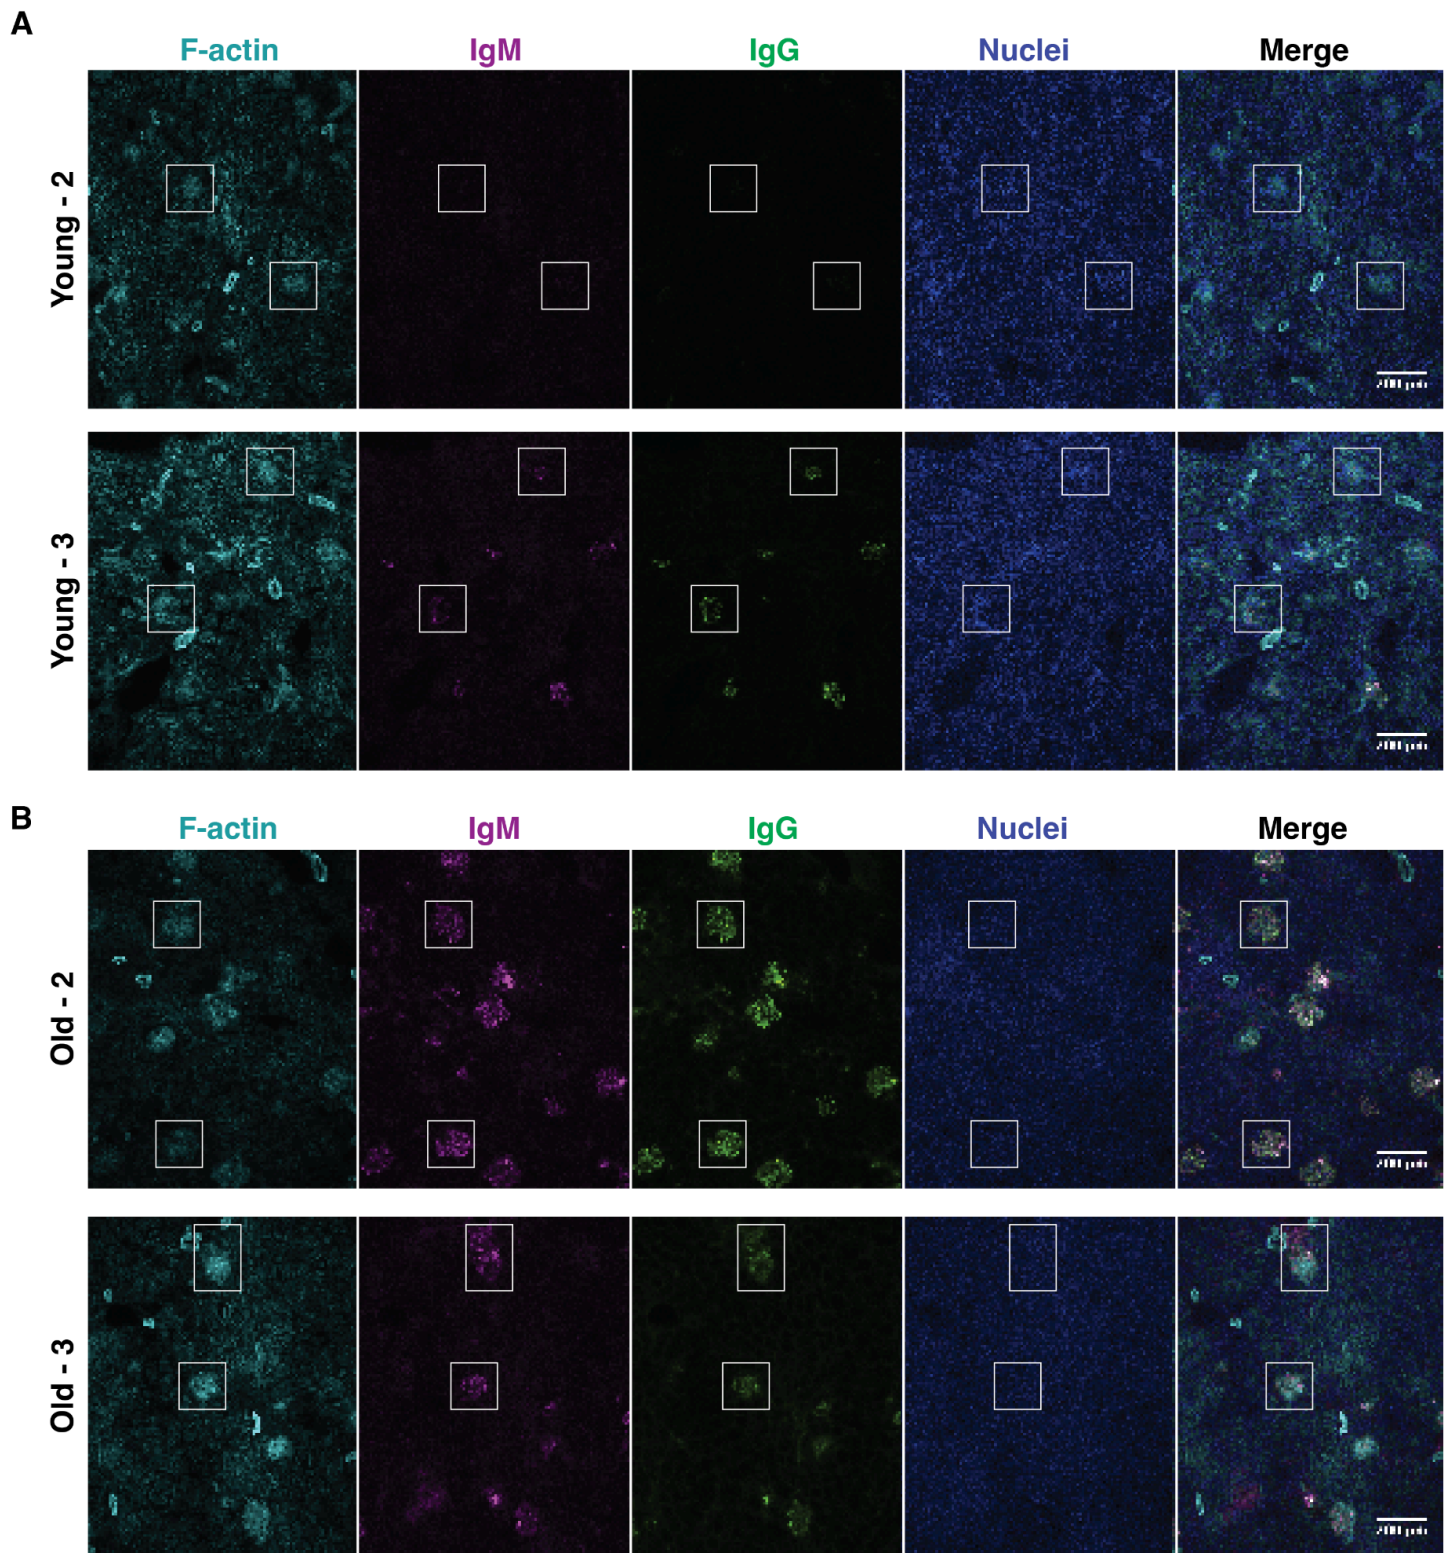 A
F-actin IgM IgG Nuclei Merge
Young - 2
Young - 3
B
F-actin IgM IgG Nuclei Merge
Old - 2
Old - 3